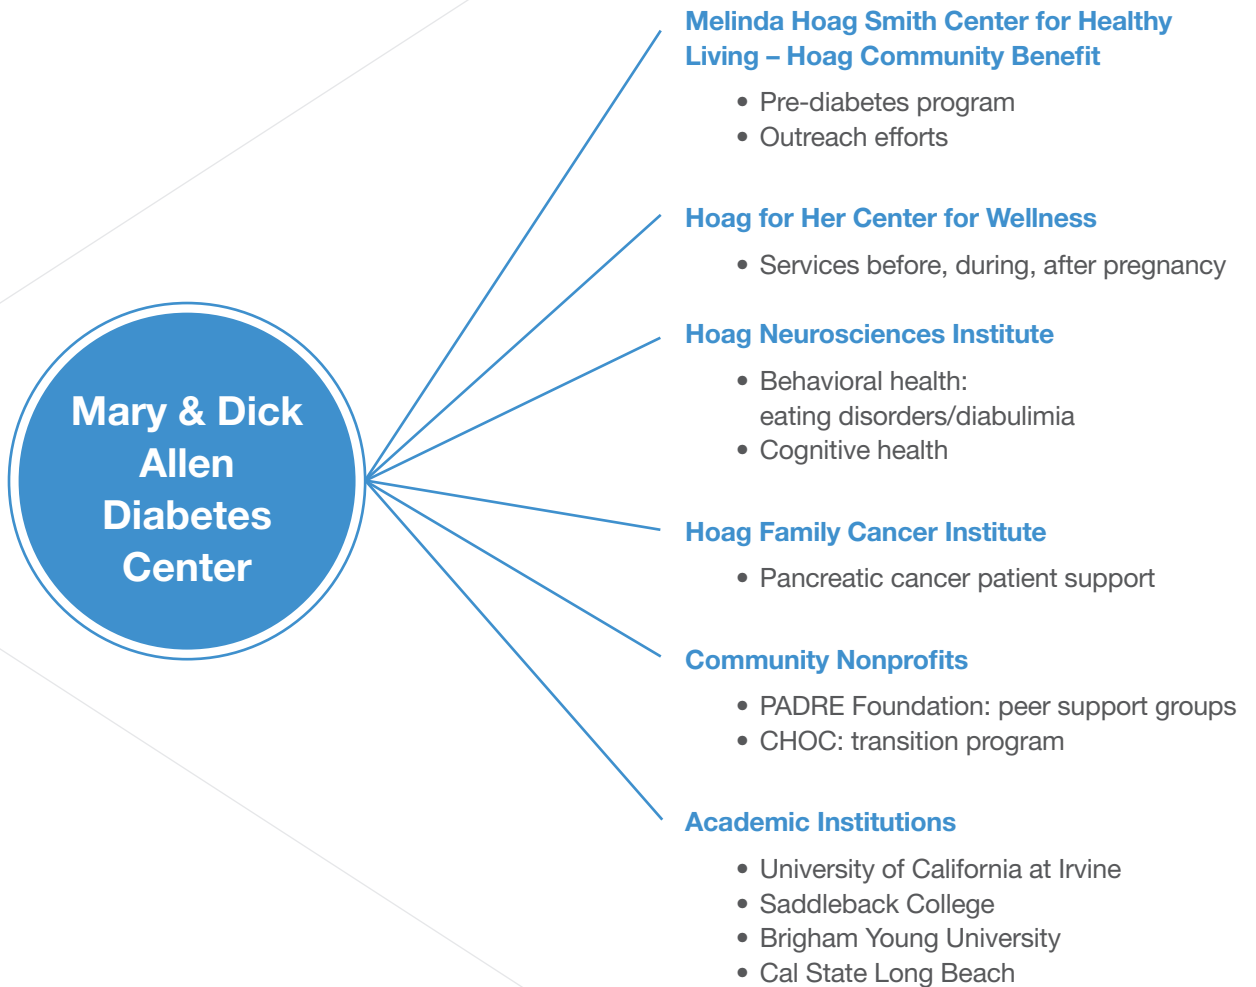 Mary & Dick
Allen
Diabetes
Center
Melinda Hoag Smith Center for Healthy
Living – Hoag Community Benefit
• Pre-diabetes program
• Outreach efforts
Hoag for Her Center for Wellness
• Services before, during, after pregnancy
Hoag Neurosciences Institute
• Behavioral health:
eating disorders/diabulimia
• Cognitive health
Hoag Family Cancer Institute
• Pancreatic cancer patient support
Community Nonprofits
• PADRE Foundation: peer support groups
• CHOC: transition program
Academic Institutions
• University of California at Irvine
• Saddleback College
• Brigham Young University
• Cal State Long Beach